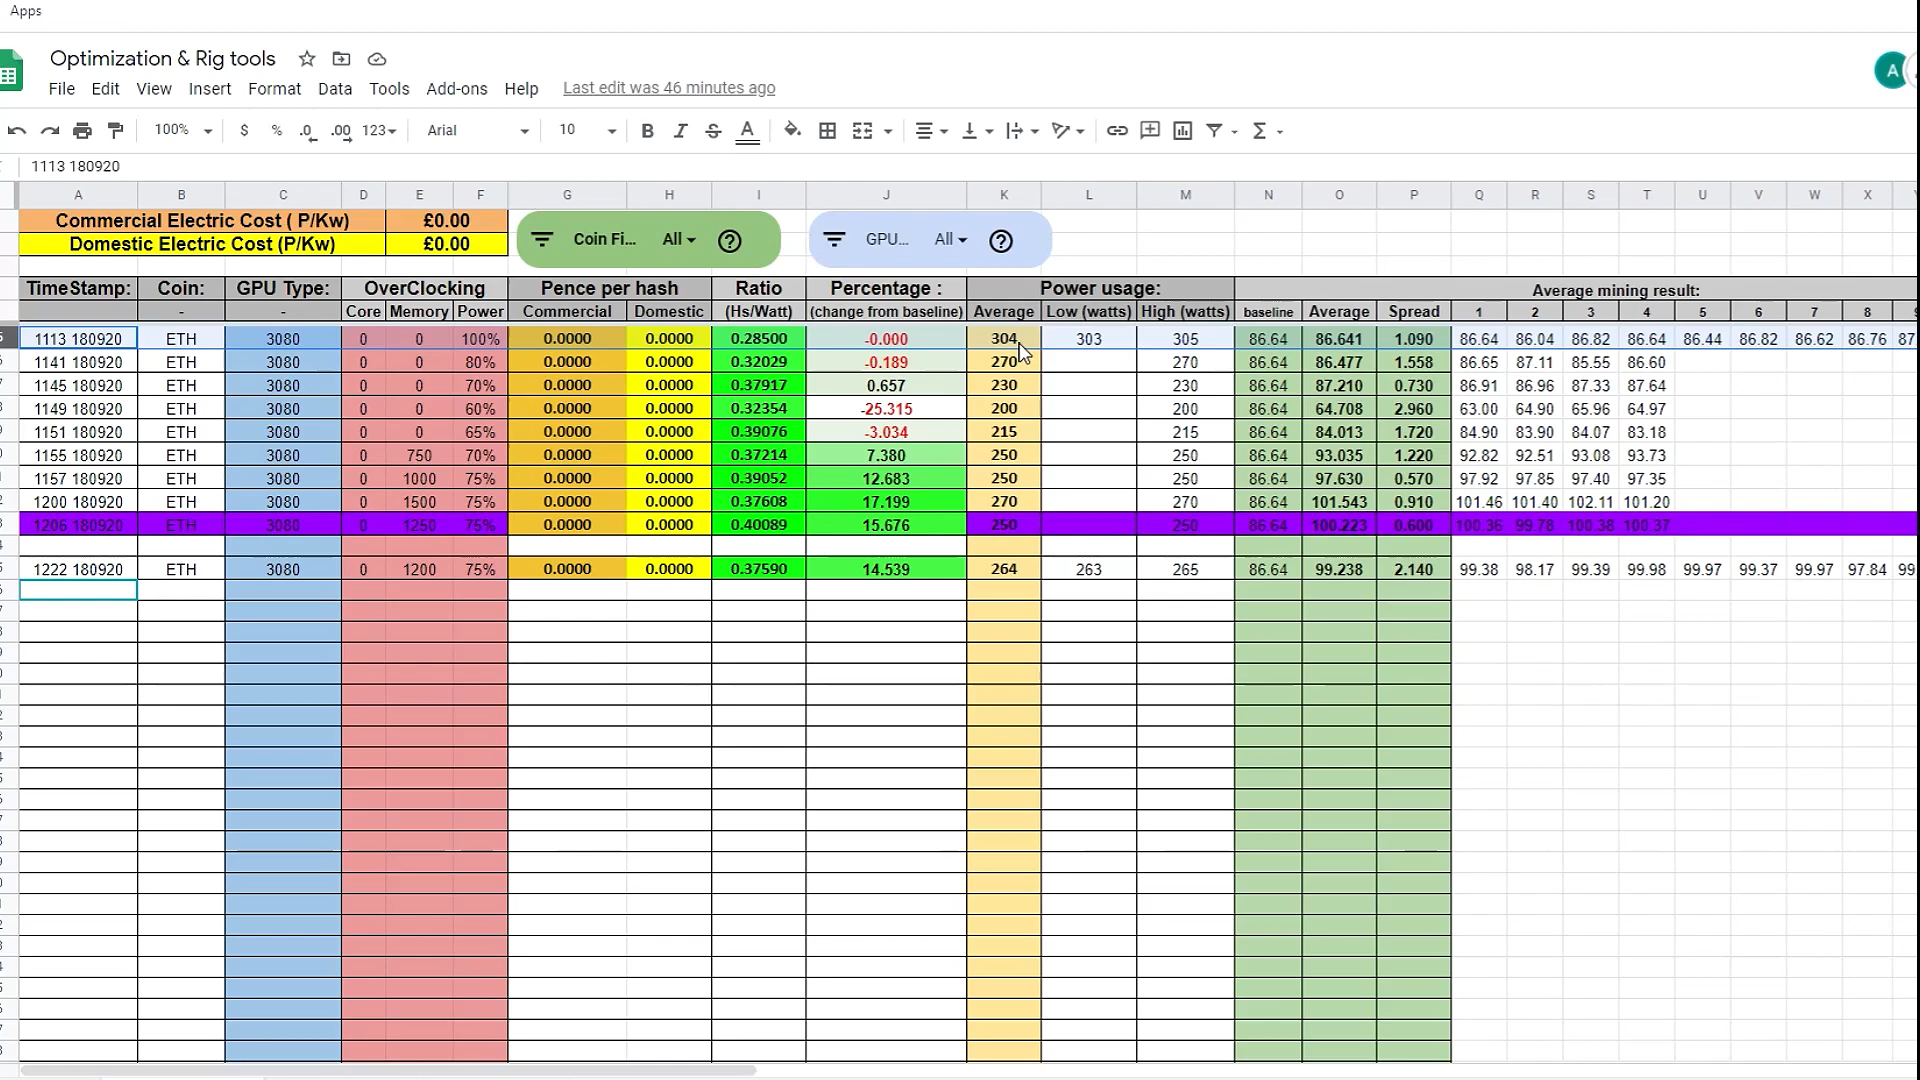 Apps
Optimization & Rig tools
File Edit View Insert Format Data Tools Add-ons Help Last edit was 46 minutes ago
A
100% $ % .0 .00 123 Arial 10 B I S A
1113 180920
A B C D E F G H I J K L M N O P Q R S T U V W X
Commercial Electric Cost ( P/Kw) £0.00
Domestic Electric Cost (P/Kw) £0.00
Coin Fi... All GPU... All
TimeStamp: Coin: GPU Type: OverClocking Pence per hash Ratio Percentage : Power usage: Average mining result:
- - Core Memory Power Commercial Domestic (Hs/Watt) (change from baseline) Average Low (watts) High (watts) baseline Average Spread 1 2 3 4 5 6 7 8 9
1113 180920 ETH 3080 0 0 100% 0.0000 0.0000 0.28500 -0.000 304 303 305 86.64 86.641 1.090 86.64 86.04 86.82 86.64 86.44 86.82 86.62 86.76 87
1141 180920 ETH 3080 0 0 80% 0.0000 0.0000 0.32029 -0.189 270 270 86.64 86.477 1.558 86.65 87.11 85.55 86.60
1145 180920 ETH 3080 0 0 70% 0.0000 0.0000 0.37917 0.657 230 230 86.64 87.210 0.730 86.91 86.96 87.33 87.64
1149 180920 ETH 3080 0 0 60% 0.0000 0.0000 0.32354 -25.315 200 200 86.64 64.708 2.960 63.00 64.90 65.96 64.97
1151 180920 ETH 3080 0 0 65% 0.0000 0.0000 0.39076 -3.034 215 215 86.64 84.013 1.720 84.90 83.90 84.07 83.18
1155 180920 ETH 3080 0 750 70% 0.0000 0.0000 0.37214 7.380 250 250 86.64 93.035 1.220 92.82 92.51 93.08 93.73
1157 180920 ETH 3080 0 1000 75% 0.0000 0.0000 0.39052 12.683 250 250 86.64 97.630 0.570 97.92 97.85 97.40 97.35
1200 180920 ETH 3080 0 1500 75% 0.0000 0.0000 0.37608 17.199 270 270 86.64 101.543 0.910 101.46 101.40 102.11 101.20
1206 180920 ETH 3080 0 1250 75% 0.0000 0.0000 0.40089 15.676 250 250 86.64 100.223 0.600 100.36 99.78 100.38 100.37
1222 180920 ETH 3080 0 1200 75% 0.0000 0.0000 0.37590 14.539 264 263 265 86.64 99.238 2.140 99.38 98.17 99.39 99.98 99.97 99.37 99.97 97.84 99